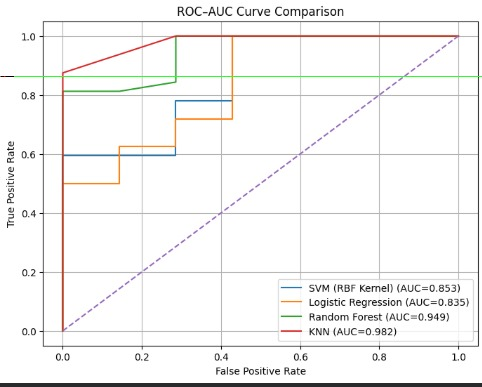 ROC–AUC Curve Comparison
1.0
0.8
0.6
0.4
0.2
0.0
True Positive Rate
SVM (RBF Kernel) (AUC=0.853)
Logistic Regression (AUC=0.835)
Random Forest (AUC=0.949)
KNN (AUC=0.982)
0.0 0.2 0.4 0.6 0.8 1.0
False Positive Rate